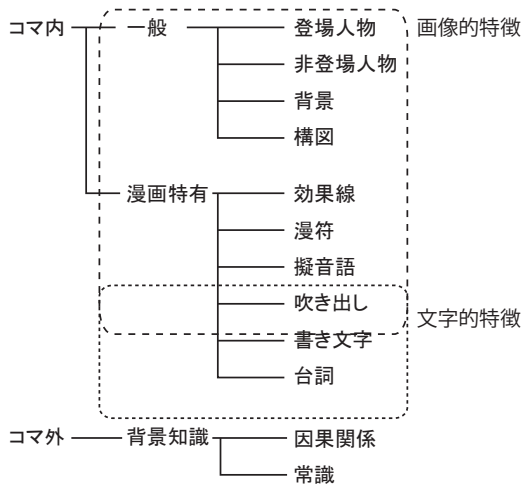 コマ内 一般 登場人物 画像的特徴
非登場人物
背景
構図
漫画特有 効果線
漫符
擬音語
吹き出し
文字的特徴
書き文字
台詞
コマ外 背景知識 因果関係
常識